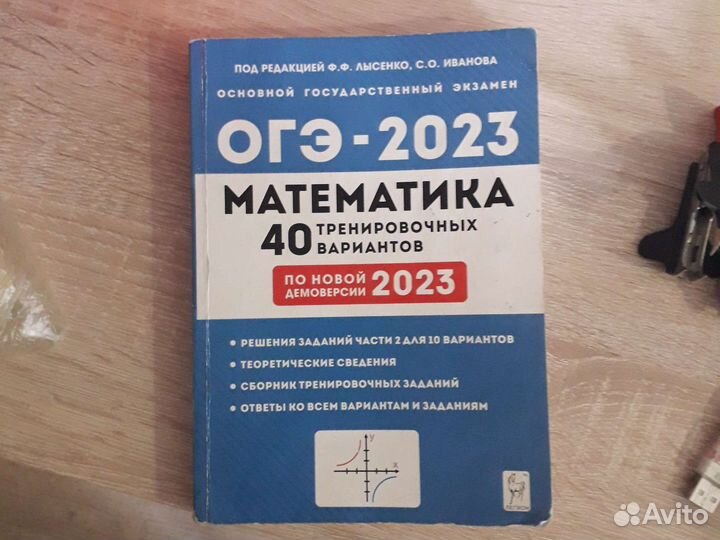 ПОД РЕДАКЦИЕЙ Ф.Ф. ЛЫСЕНКО, С.О. ИВАНОВА
ОСНОВНОЙ ГОСУДАРСТВЕННЫЙ ЭКЗАМЕН
ОГЭ - 2023
МАТЕМАТИКА
40 ТРЕНИРОВОЧНЫХ
ВАРИАНТОВ
ПО НОВОЙ
ДЕМОВЕРСИИ 2023
• РЕШЕНИЯ ЗАДАНИЙ ЧАСТИ 2 ДЛЯ 10 ВАРИАНТОВ
• ТЕОРЕТИЧЕСКИЕ СВЕДЕНИЯ
• СБОРНИК ТРЕНИРОВОЧНЫХ ЗАДАНИЙ
• ОТВЕТЫ КО ВСЕМ ВАРИАНТАМ И ЗАДАНИЯМ
y
x
ЛЕГИОН
Avito